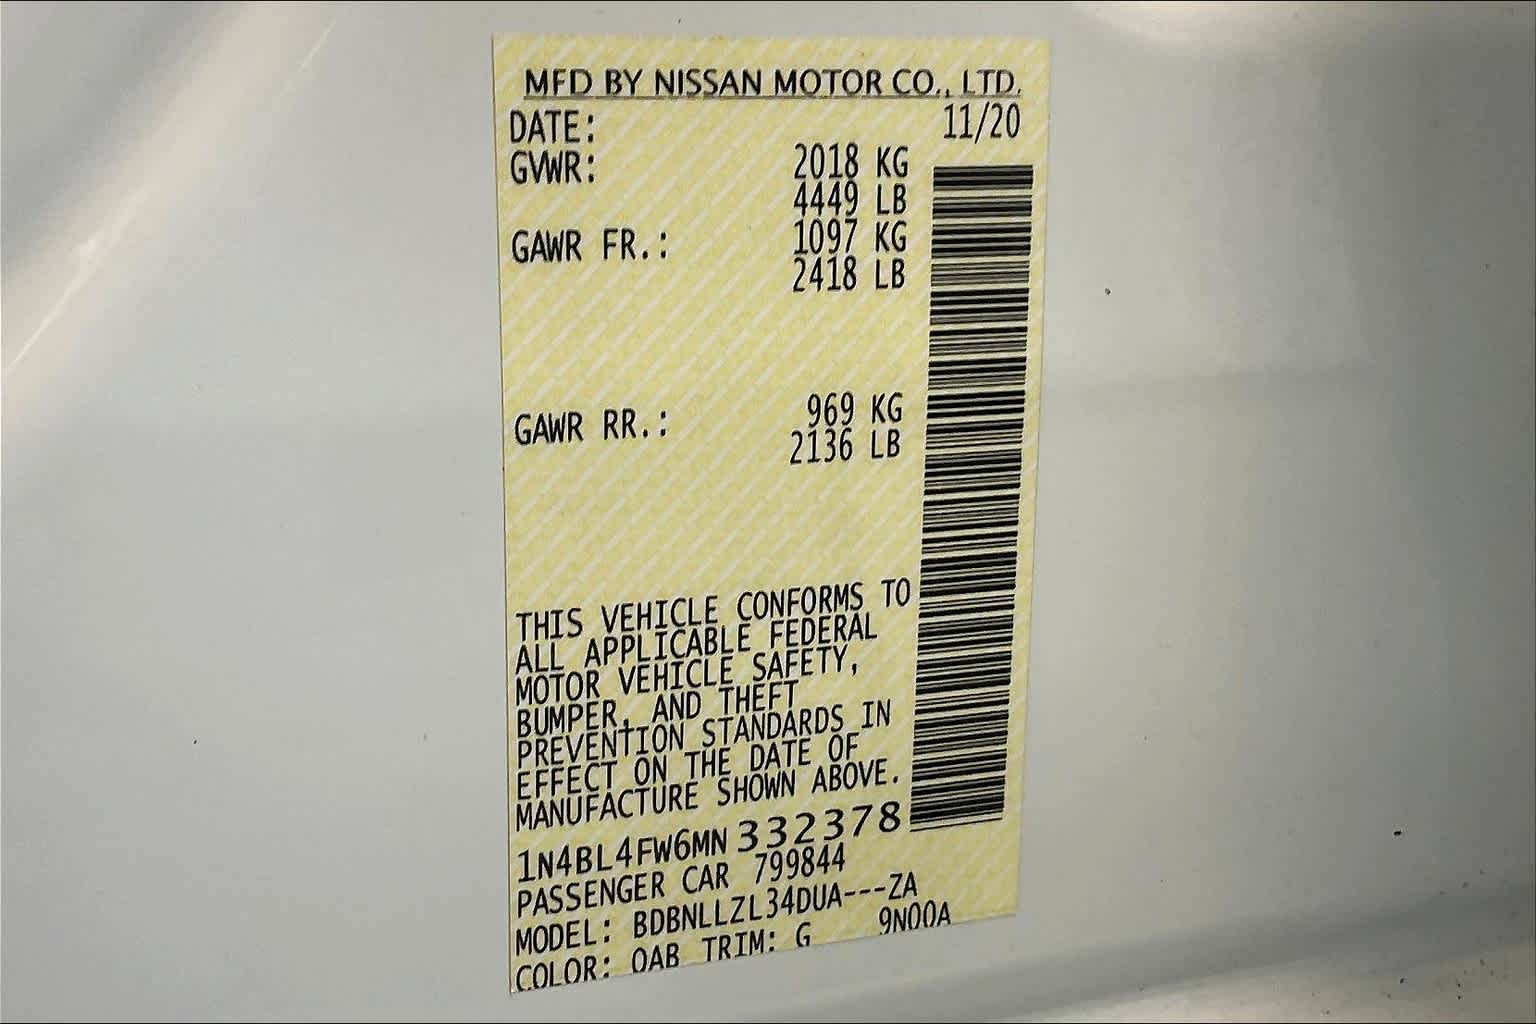 MFD BY NISSAN MOTOR CO., LTD.
DATE: 11/20
GVWR: 2018 KG
4449 LB
GAWR FR.: 1097 KG
2418 LB
GAWR RR.: 969 KG
2136 LB
THIS VEHICLE CONFORMS TO
ALL APPLICABLE FEDERAL
MOTOR VEHICLE SAFETY,
BUMPER, AND THEFT
PREVENTION STANDARDS IN
EFFECT ON THE DATE OF
MANUFACTURE SHOWN ABOVE.
1N4BL4FW6MN332378
PASSENGER CAR 799844
MODEL: BDBNLLZL34DUA---ZA
COLOR: QAB TRIM: G 9N00A